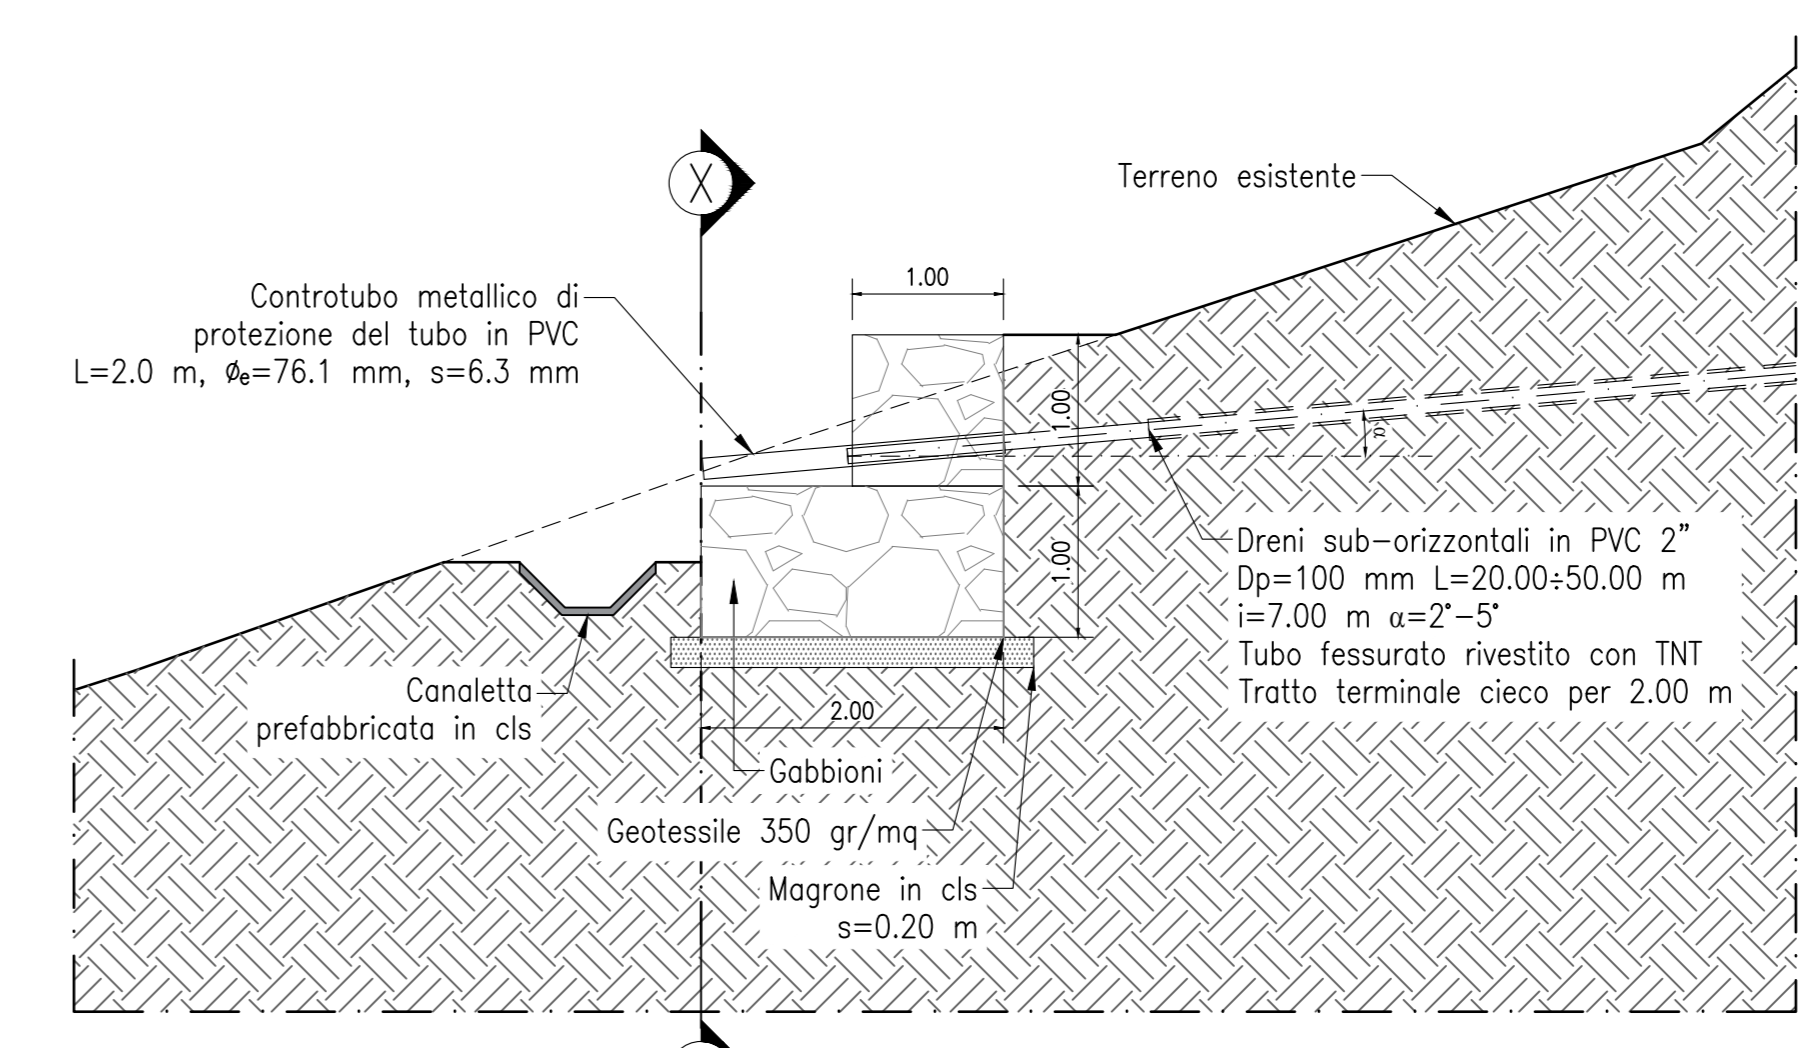 X
Terreno esistente
1.00
Controtubo metallico di
protezione del tubo in PVC
L=2.0 m, Øe=76.1 mm, s=6.3 mm
1.00
α
1.00
Dreni sub-orizzontali in PVC 2"
Dp=100 mm L=20.00÷50.00 m
i=7.00 m α=2°-5°
Tubo fessurato rivestito con TNT
Tratto terminale cieco per 2.00 m
Canaletta
prefabbricata in cls
2.00
Gabbioni
Geotessile 350 gr/mq
Magrone in cls
s=0.20 m